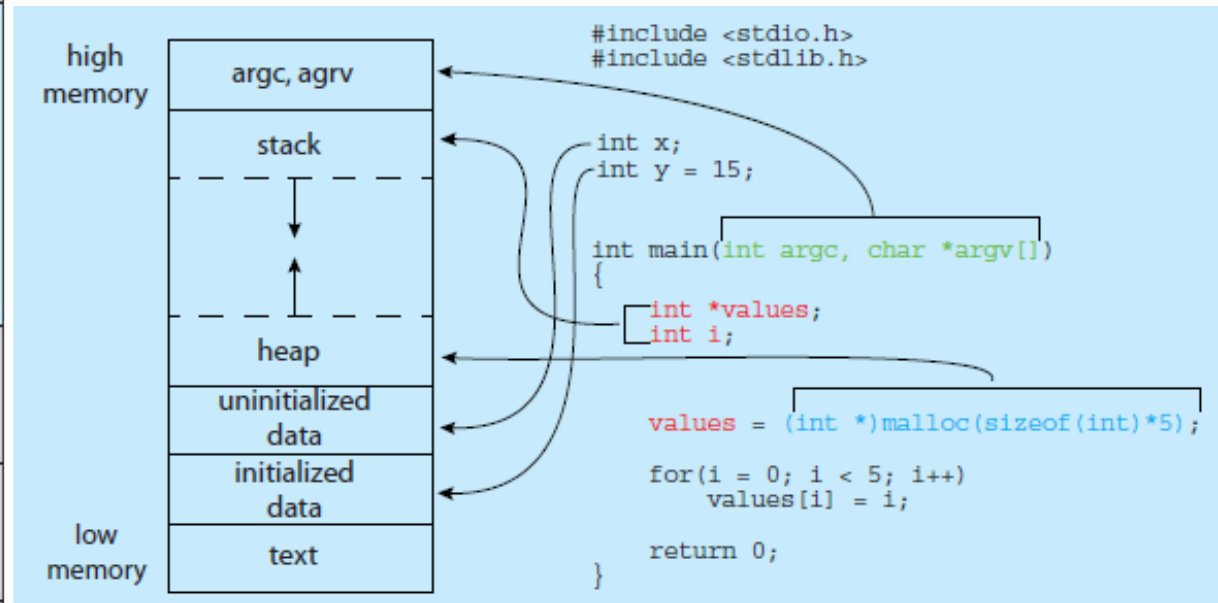 high
memory
argc, agrv
stack
heap
uninitialized
data
initialized
data
low
memory
text
#include <stdio.h>
#include <stdlib.h>
int x;
int y = 15;
int main(int argc, char *argv[])
{
int *values;
int i;
values = (int *)malloc(sizeof(int)*5);
for(i = 0; i < 5; i++)
values[i] = i;
return 0;
}